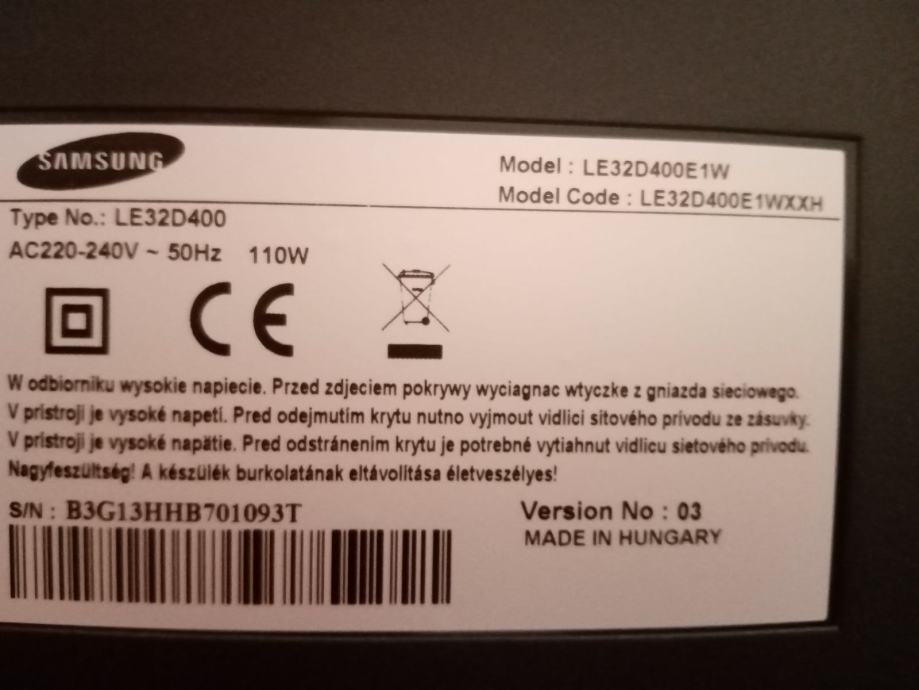 SAMSUNG
Model : LE32D400E1W
Model Code : LE32D400E1WXXH
Type No.: LE32D400
AC220-240V ~ 50Hz 110W
CE
W odbiorniku wysokie napiecie. Przed zdjeciem pokrywy wyciagnac wtyczke z gniazda sieciowego.
V prístroji je vysoké napetí. Pred odejmutím krytu nutno vyjmout vidlici sítového prívodu ze zásuvky.
V prístroji je vysoké napätie. Pred odstránením krytu je potrebné vytiahnut vidlicu sietového prívodu.
Nagyfeszültség! A készülék burkolatának eltávolítása életveszélyes!
S/N : B3G13HHB701093T
Version No : 03
MADE IN HUNGARY